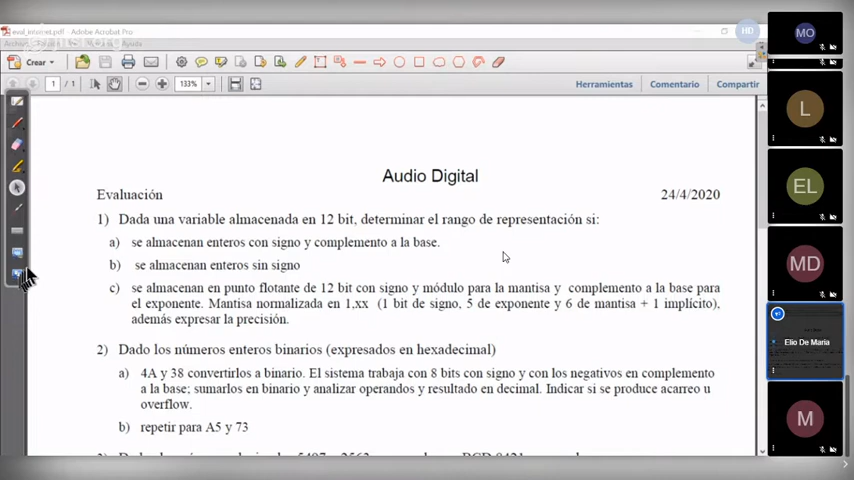 eval_internet.pdf - Adobe Acrobat Pro
Archivo Ayuda
Crear
1 / 1
133%
Herramientas
Comentario
Compartir
Audio Digital
Evaluación 24/4/2020
1) Dada una variable almacenada en 12 bit, determinar el rango de representación si:
a) se almacenan enteros con signo y complemento a la base.
b) se almacenan enteros sin signo
c) se almacenan en punto flotante de 12 bit con signo y módulo para la mantisa y complemento a la base para
el exponente. Mantisa normalizada en 1,xx (1 bit de signo, 5 de exponente y 6 de mantisa + 1 implícito),
además expresar la precisión.
2) Dado los números enteros binarios (expresados en hexadecimal)
a) 4A y 38 convertirlos a binario. El sistema trabaja con 8 bits con signo y con los negativos en complemento
a la base; sumarlos en binario y analizar operandos y resultado en decimal. Indicar si se produce acarreo u
overflow.
b) repetir para A5 y 73
HD
MO
L
EL
MD
Elio De Maria
M